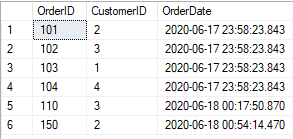 OrderID CustomerID OrderDate
1 101 2 2020-06-17 23:58:23.843
2 102 3 2020-06-17 23:58:23.843
3 103 1 2020-06-17 23:58:23.843
4 104 4 2020-06-17 23:58:23.843
5 110 3 2020-06-18 00:17:50.870
6 150 2 2020-06-18 00:54:14.470